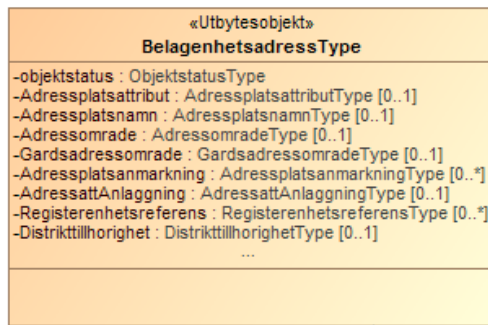 «Utbytesobjekt»
BelagenhetsadressType
-objektstatus : ObjektstatusType
-Adressplatsattribut : AdressplatsattributType [0..1]
-Adressplatsnamn : AdressplatsnamnType [0..1]
-Adressomrade : AdressomradeType [0..1]
-Gardsadressomrade : GardsadressomradeType [0..1]
-Adressplatsanmarkning : AdressplatsanmarkningType [0..*]
-AdressattAnlaggning : AdressattAnlaggningType [0..1]
-Registerenhetsreferens : RegisterenhetsreferensType [0..*]
-Distrikttillhorighet : DistrikttillhorighetType [0..1]
...